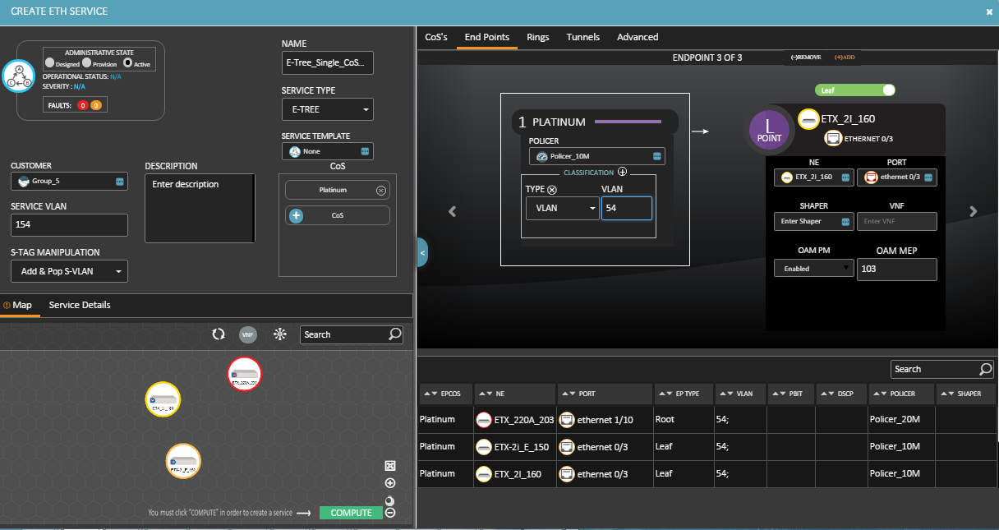 CREATE ETH SERVICE
ADMINISTRATIVE STATE
Designed Provision Active
OPERATIONAL STATUS: N/A
SEVERITY : N/A
FAULTS: 0 0
A
C B
NAME
E-Tree_Single_CoS...
SERVICE TYPE
E-TREE
SERVICE TEMPLATE
None
CUSTOMER
Group_5
SERVICE VLAN
154
S-TAG MANIPULATION
Add & Pop S-VLAN
DESCRIPTION
Enter description
CoS
Platinum
CoS
Map Service Details
VNF
Search
ETX_220A_203
ETX_2I_160
ETX-2i_E_150
You must click "COMPUTE" in order to create a service
COMPUTE
CoS's End Points Rings Tunnels Advanced
ENDPOINT 3 OF 3
(-)REMOVE (+)ADD
1 PLATINUM
POLICER
Policer_10M
CLASSIFICATION
TYPE VLAN
VLAN 54
Leaf
L
POINT
ETX_2I_160
ETHERNET 0/3
NE PORT
ETX_2I_160 ethernet 0/3
SHAPER VNF
Enter Shaper Enter VNF
OAM PM OAM MEP
Enabled 103
<
Search
EPCOS NE PORT EP TYPE VLAN PBIT DSCP POLICER SHAPER
Platinum ETX_220A_203 ethernet 1/10 Root 54; Policer_20M
Platinum ETX-2i_E_150 ethernet 0/3 Leaf 54; Policer_10M
Platinum ETX_2I_160 ethernet 0/3 Leaf 54; Policer_10M